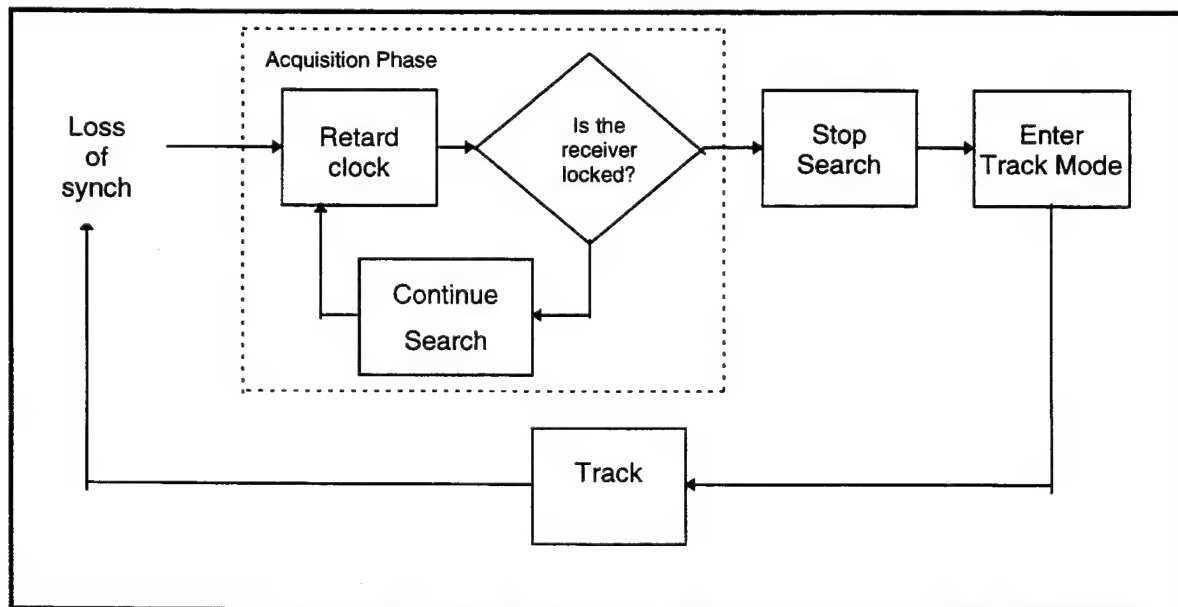 Acquisition Phase
Loss
of
synch
Retard
clock
Is the
receiver
locked?
Stop
Search
Enter
Track Mode
Continue
Search
Track